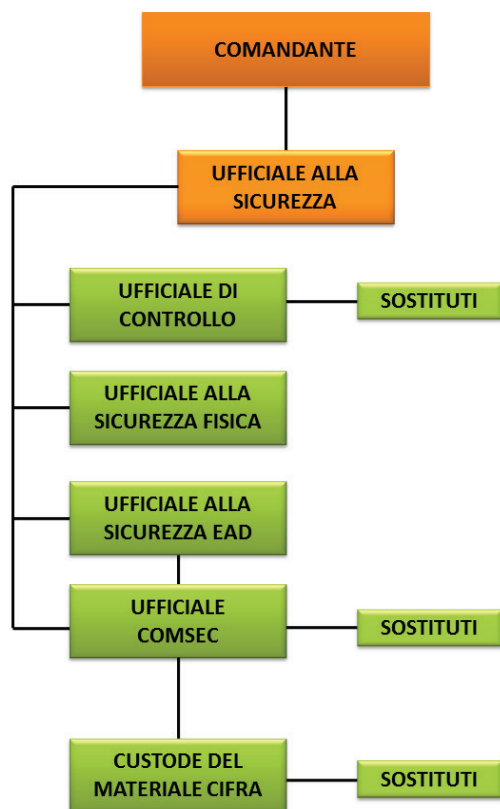 COMANDANTE
UFFICIALE ALLA
SICUREZZA
UFFICIALE DI
CONTROLLO
SOSTITUTI
UFFICIALE ALLA
SICUREZZA FISICA
UFFICIALE ALLA
SICUREZZA EAD
UFFICIALE
COMSEC
SOSTITUTI
CUSTODE DEL
MATERIALE CIFRA
SOSTITUTI